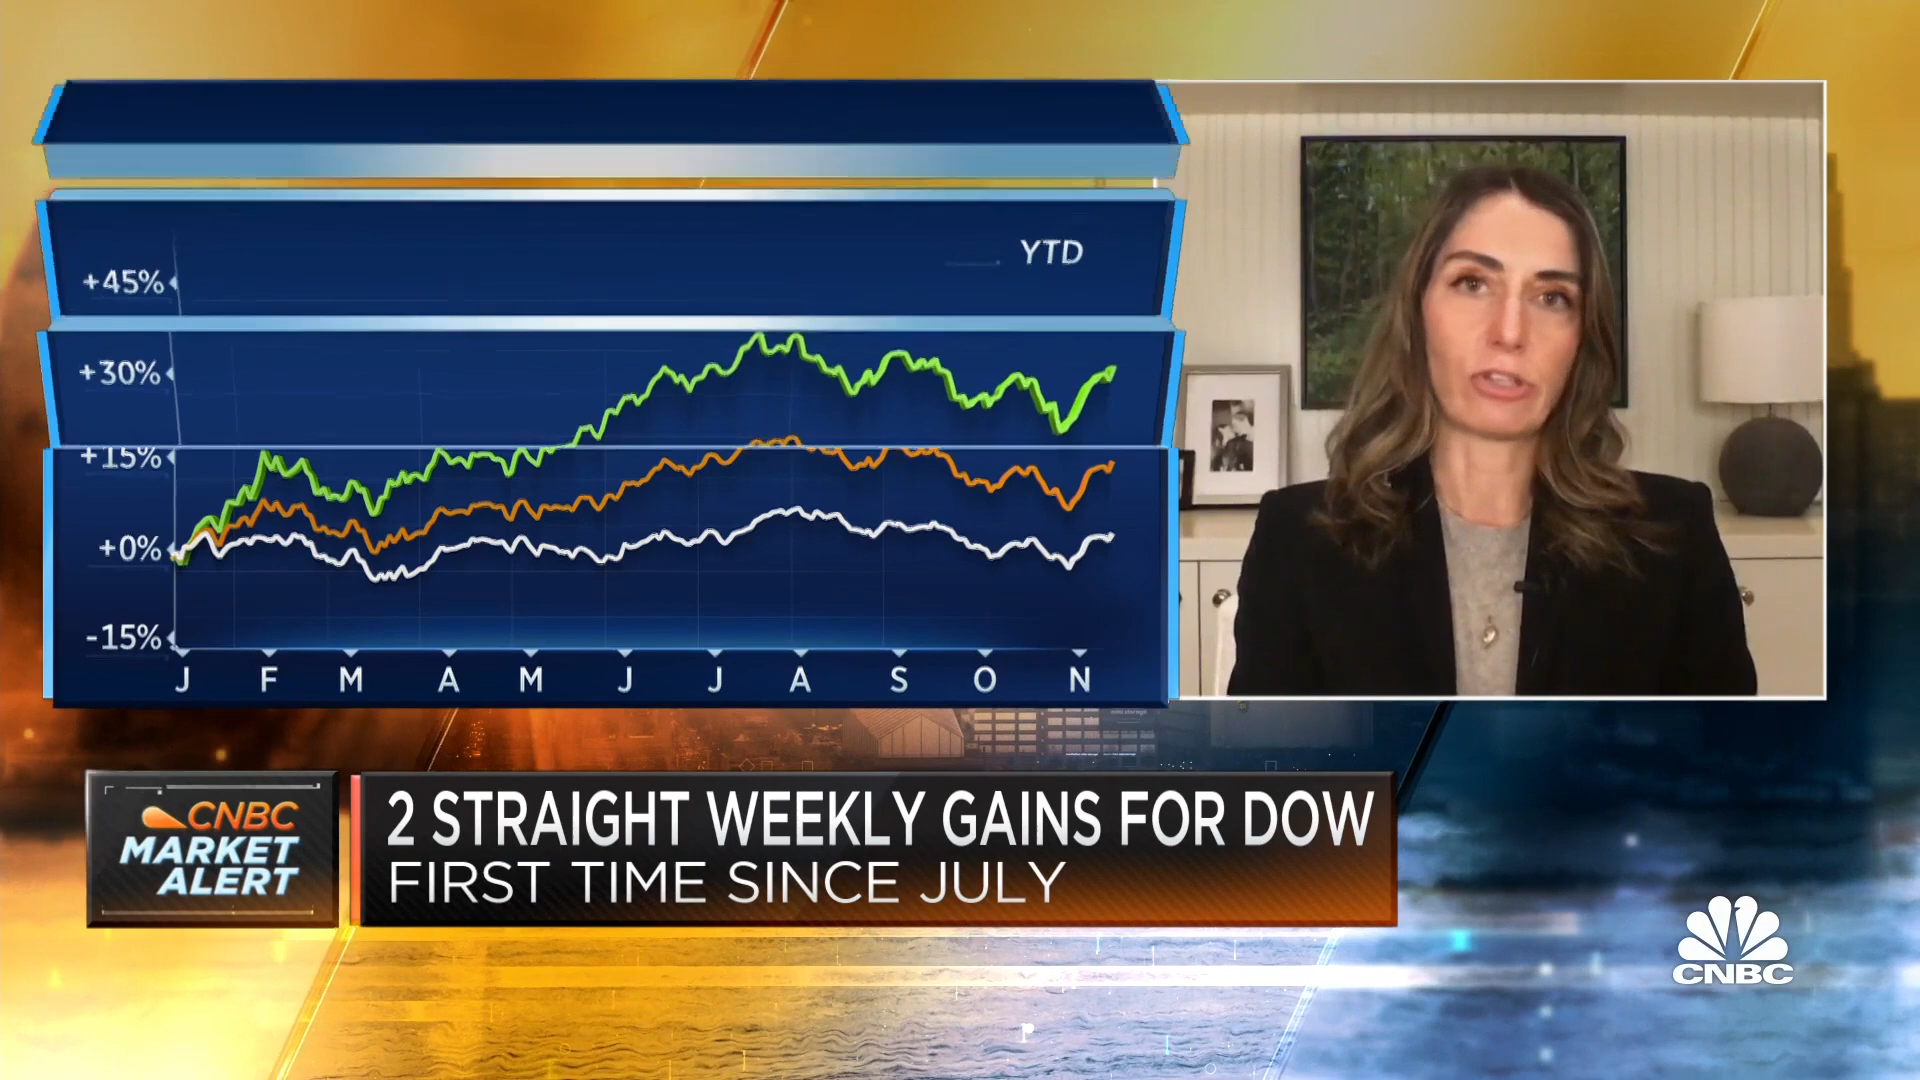 YTD
+45%
+30%
+15%
+0%
-15%
J F M A M J J A S O N
CNBC
MARKET
ALERT
2 STRAIGHT WEEKLY GAINS FOR DOW
FIRST TIME SINCE JULY
CNBC